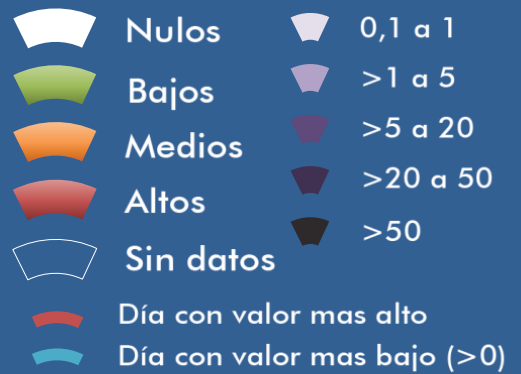 Nulos
Bajos
Medios
Altos
Sin datos
0,1 a 1
>1 a 5
>5 a 20
>20 a 50
>50
Día con valor mas alto
Día con valor mas bajo (>0)